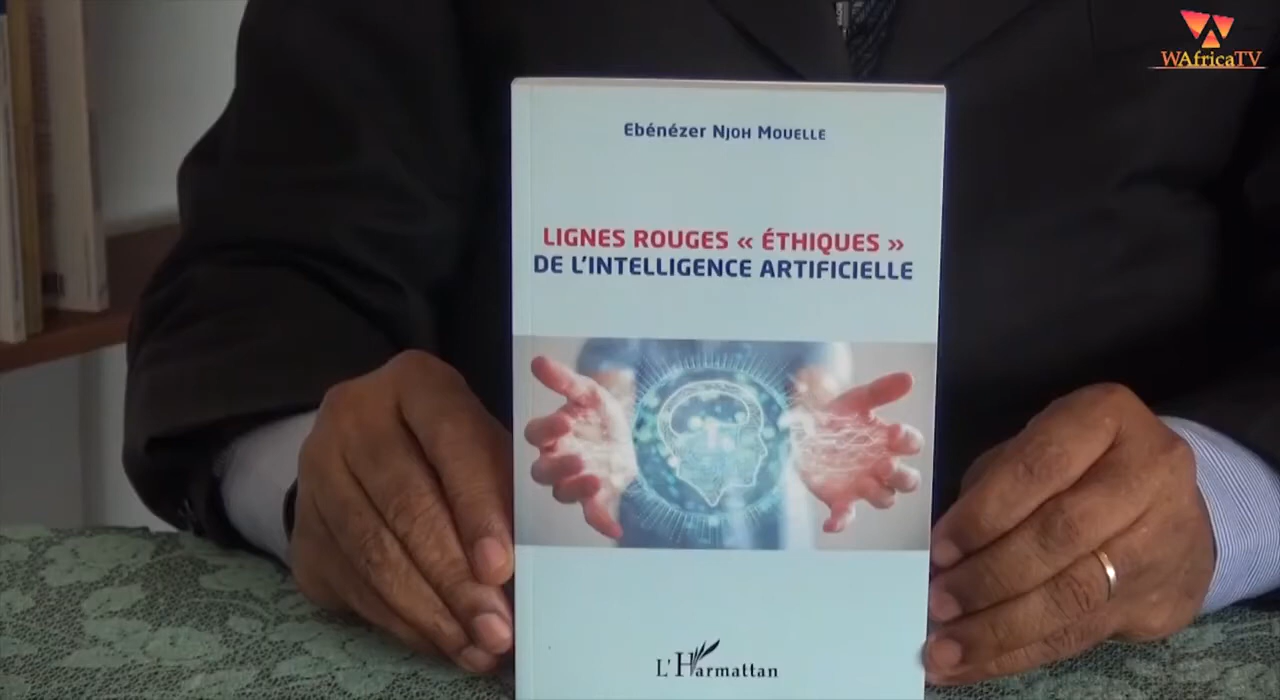 WAfricaTV
Ebénézer NJOH MOUELLE
LIGNES ROUGES « ÉTHIQUES »
DE L'INTELLIGENCE ARTIFICIELLE
L'Harmattan